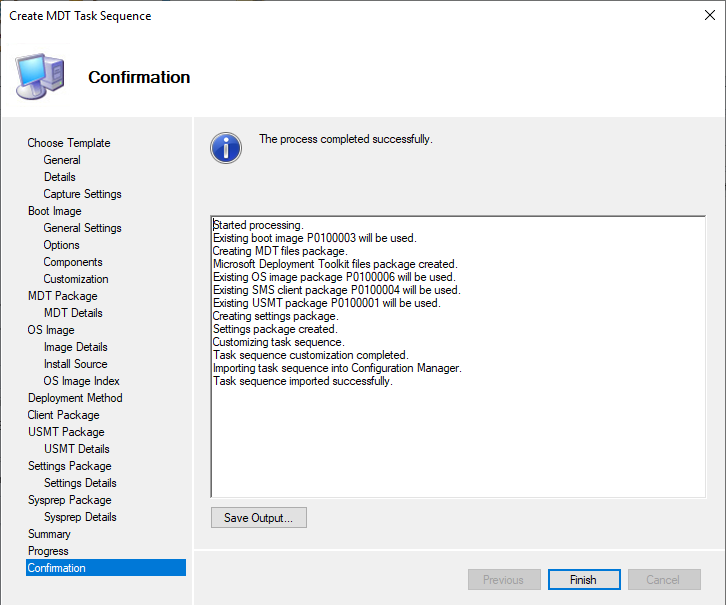 Create MDT Task Sequence
Confirmation
Choose Template
General
Details
Capture Settings
Boot Image
General Settings
Options
Components
Customization
MDT Package
MDT Details
OS Image
Image Details
Install Source
OS Image Index
Deployment Method
Client Package
USMT Package
USMT Details
Settings Package
Settings Details
Sysprep Package
Sysprep Details
Summary
Progress
Confirmation
The process completed successfully.
Started processing.
Existing boot image P0100003 will be used.
Creating MDT files package.
Microsoft Deployment Toolkit files package created.
Existing OS image package P0100006 will be used.
Existing SMS client package P0100004 will be used.
Existing USMT package P0100001 will be used.
Creating settings package.
Settings package created.
Customizing task sequence.
Task sequence customization completed.
Importing task sequence into Configuration Manager.
Task sequence imported successfully.
Save Output...
Previous
Finish
Cancel